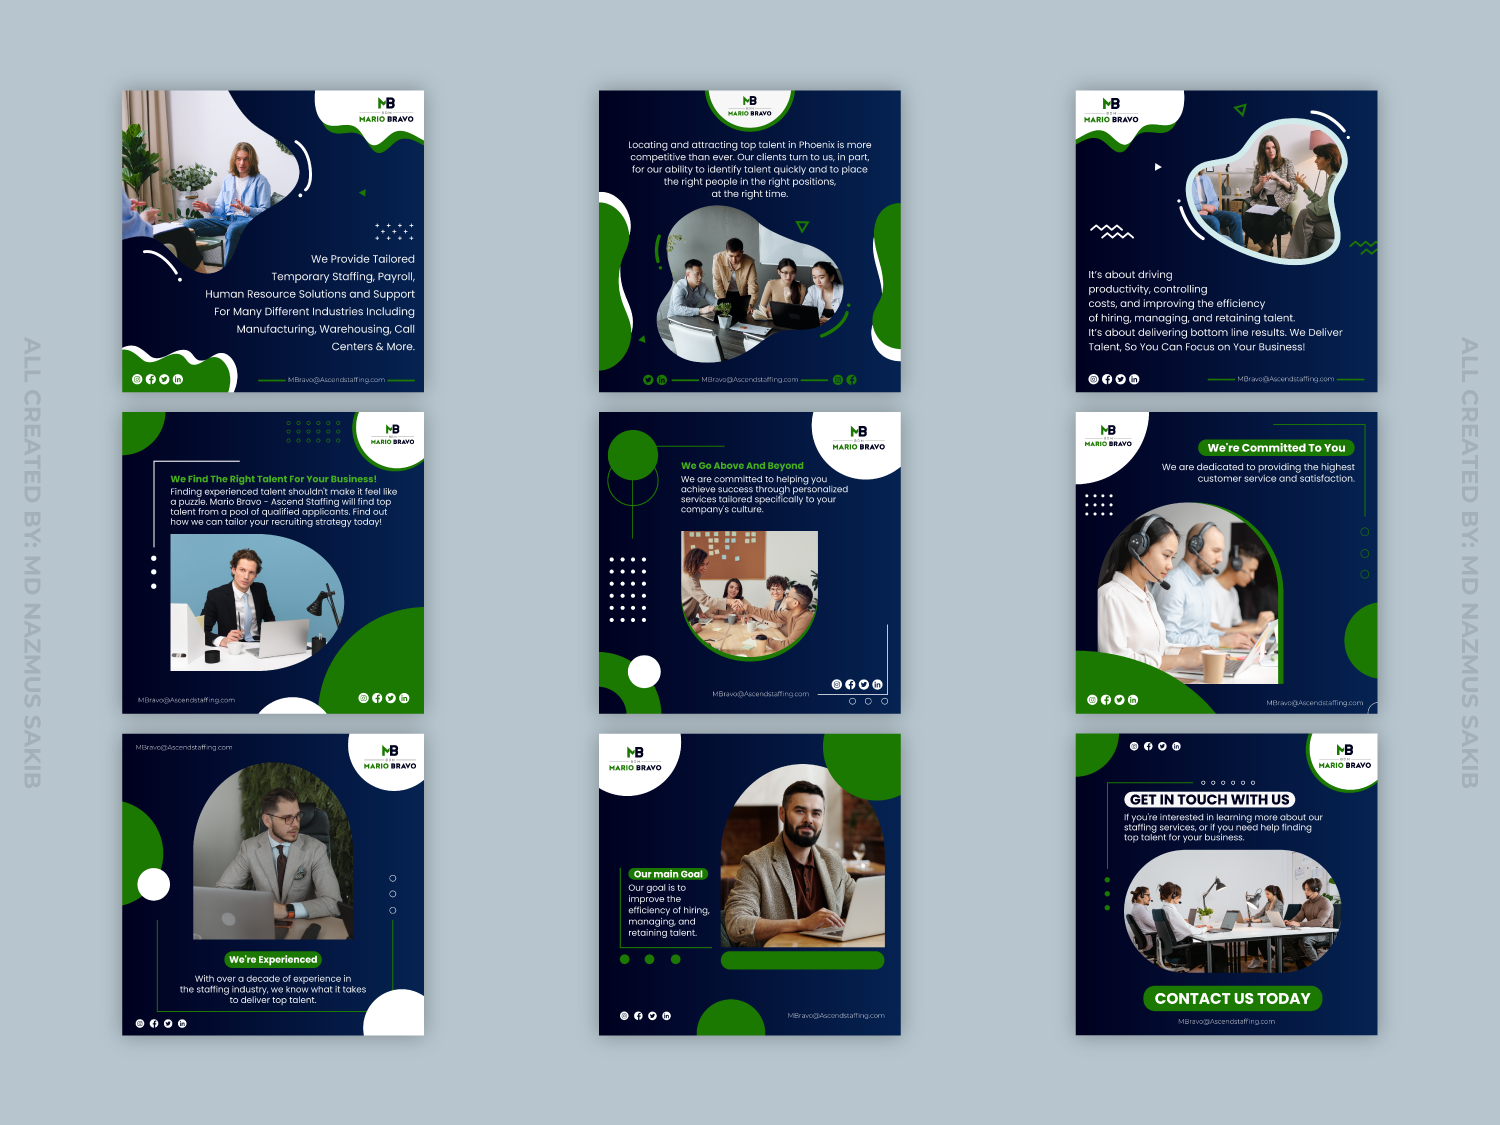 ALL CREATED BY: MD NAZMUS SAKIB
MB
BDM
MARIO BRAVO
We Provide Tailored
Temporary Staffing, Payroll,
Human Resource Solutions and Support
For Many Different Industries Including
Manufacturing, Warehousing, Call
Centers & More.
MBravo@Ascendstaffing.com
MB
BDM
MARIO BRAVO
Locating and attracting top talent in Phoenix is more
competitive than ever. Our clients turn to us, in part,
for our ability to identify talent quickly and to place
the right people in the right positions,
at the right time.
MBravo@Ascendstaffing.com
MB
BDM
MARIO BRAVO
It's about driving
productivity, controlling
costs, and improving the efficiency
of hiring, managing, and retaining talent.
It's about delivering bottom line results. We Deliver
Talent, So You Can Focus on Your Business!
MBravo@Ascendstaffing.com
MB
BDM
MARIO BRAVO
We Find The Right Talent For Your Business!
Finding experienced talent shouldn't make it feel like
a puzzle. Mario Bravo - Ascend Staffing will find top
talent from a pool of qualified applicants. Find out
how we can tailor your recruiting strategy today!
MBravo@Ascendstaffing.com
MB
BDM
MARIO BRAVO
We Go Above And Beyond
We are committed to helping you
achieve success through personalized
services tailored specifically to your
company's culture.
MBravo@Ascendstaffing.com
MB
BDM
MARIO BRAVO
We're Committed To You
We are dedicated to providing the highest
customer service and satisfaction.
MBravo@Ascendstaffing.com
MBravo@Ascendstaffing.com
MB
BDM
MARIO BRAVO
We're Experienced
With over a decade of experience in
the staffing industry, we know what it takes
to deliver top talent.
MB
BDM
MARIO BRAVO
Our main Goal
Our goal is to
improve the
efficiency of hiring,
managing, and
retaining talent.
MBravo@Ascendstaffing.com
MB
BDM
MARIO BRAVO
GET IN TOUCH WITH US
If you're interested in learning more about our
staffing services, or if you need help finding
top talent for your business.
CONTACT US TODAY
MBravo@Ascendstaffing.com
ALL CREATED BY: MD NAZMUS SAKIB